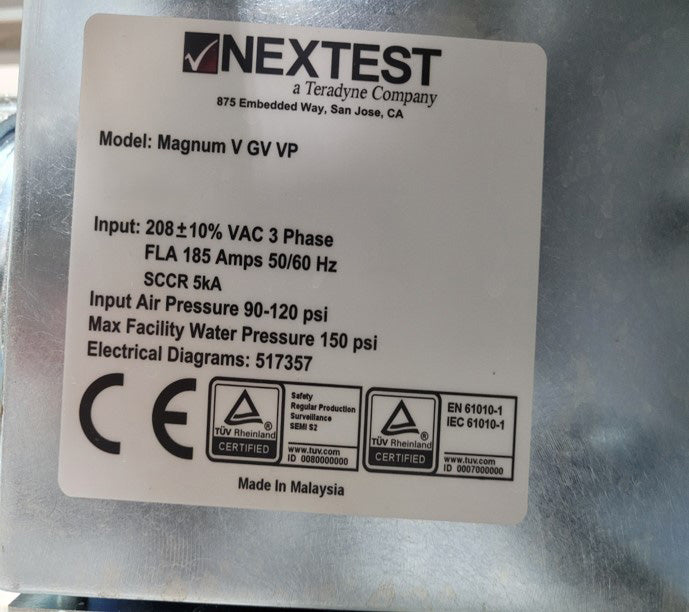 NEXTEST
a Teradyne Company
875 Embedded Way, San Jose, CA
Model: Magnum V GV VP
Input: 208±10% VAC 3 Phase
FLA 185 Amps 50/60 Hz
SCCR 5kA
Input Air Pressure 90-120 psi
Max Facility Water Pressure 150 psi
Electrical Diagrams: 517357
CE
TÜV Rheinland
CERTIFIED
Safety
Regular Production
Surveillance
SEMI S2
www.tuv.com
ID 0080000000
TÜV Rheinland
CERTIFIED
EN 61010-1
IEC 61010-1
www.tuv.com
ID 0007000000
Made In Malaysia